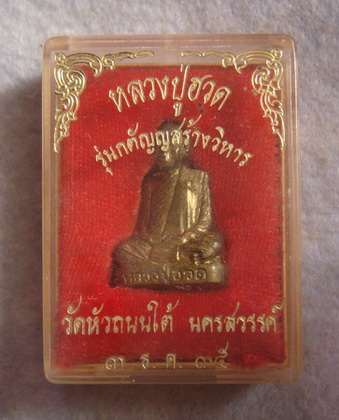 หลวงปู่ฮวด
รุ่นกตัญญูสร้างวิหาร
หลวงปู่ฮวด
วัดหัวถนนใต้ นครสวรรค์
๓ ธ.ค. ๓๕